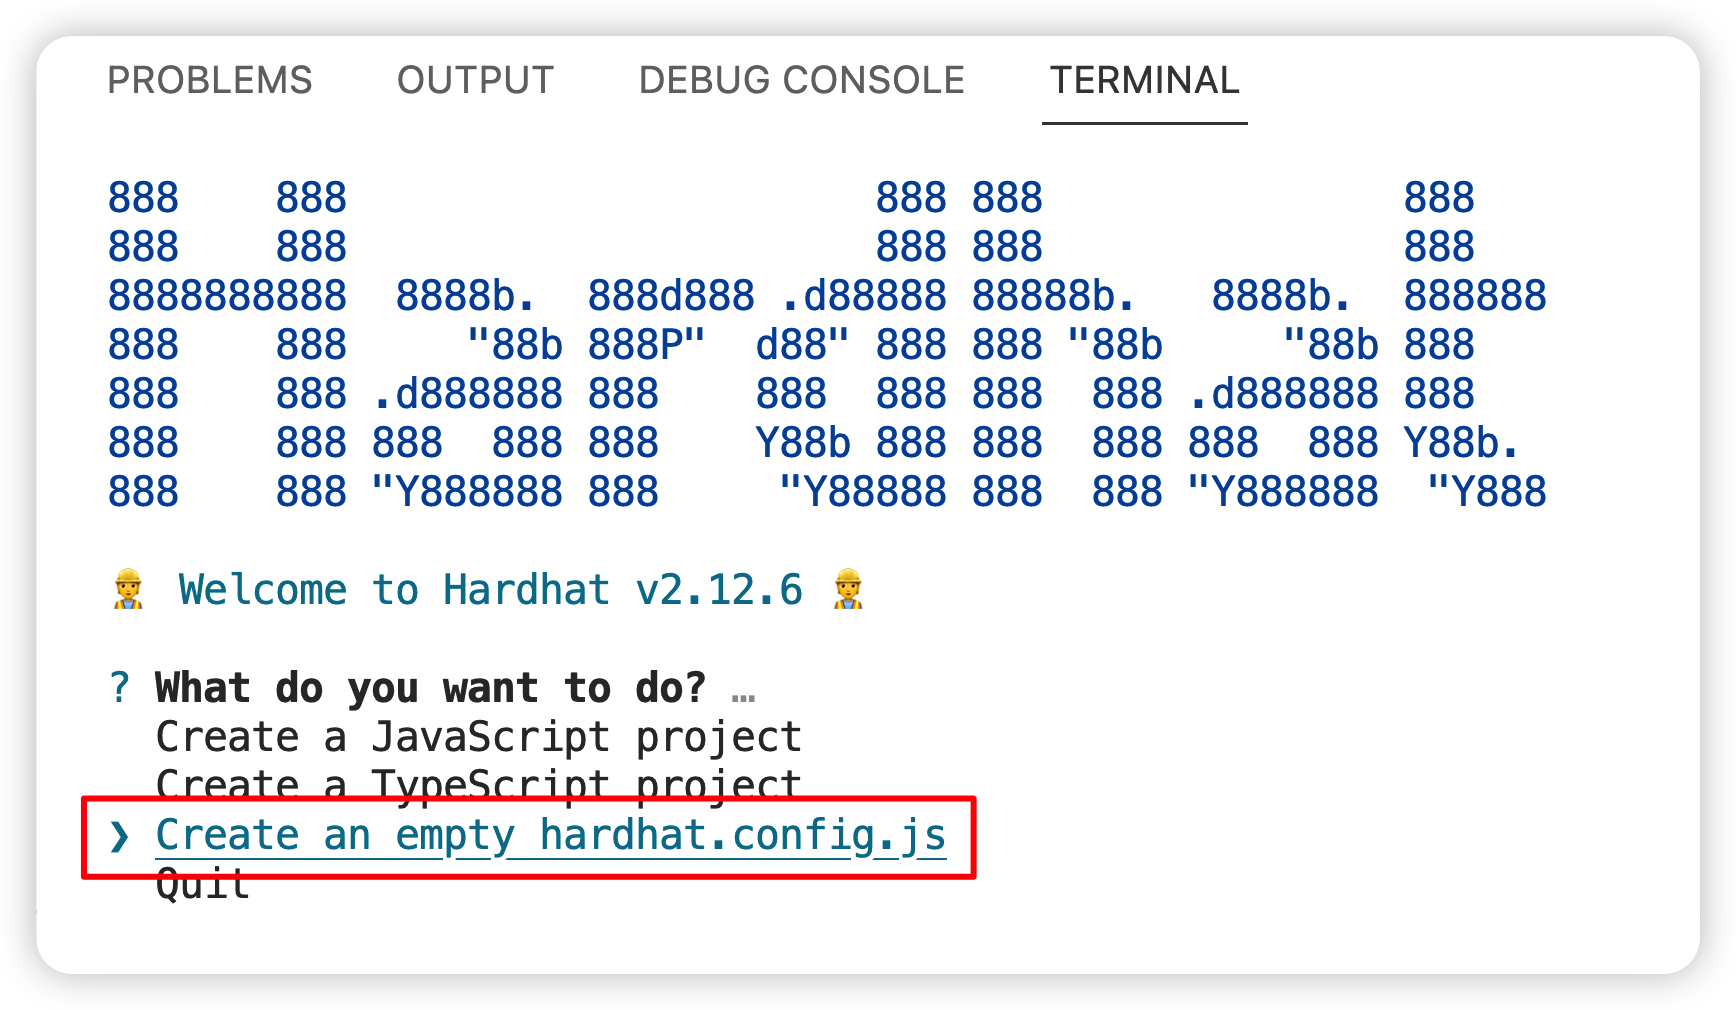 PROBLEMS OUTPUT DEBUG CONSOLE TERMINAL
888    888                      888 888               888
888    888                      888 888               888
8888888888  8888b.  888d888 .d88888 88888b.   8888b.  888888
888    888     "88b 888P"  d88" 888 888 "88b     "88b 888
888    888 .d888888 888    888  888 888  888 .d888888 888
888    888 888  888 888    Y88b 888 888  888 888  888 Y88b.
888    888 "Y888888 888     "Y88888 888  888 "Y888888  "Y888
👷 Welcome to Hardhat v2.12.6 👷
? What do you want to do? …
Create a JavaScript project
Create a TypeScript project
❯ Create an empty hardhat.config.js
Quit